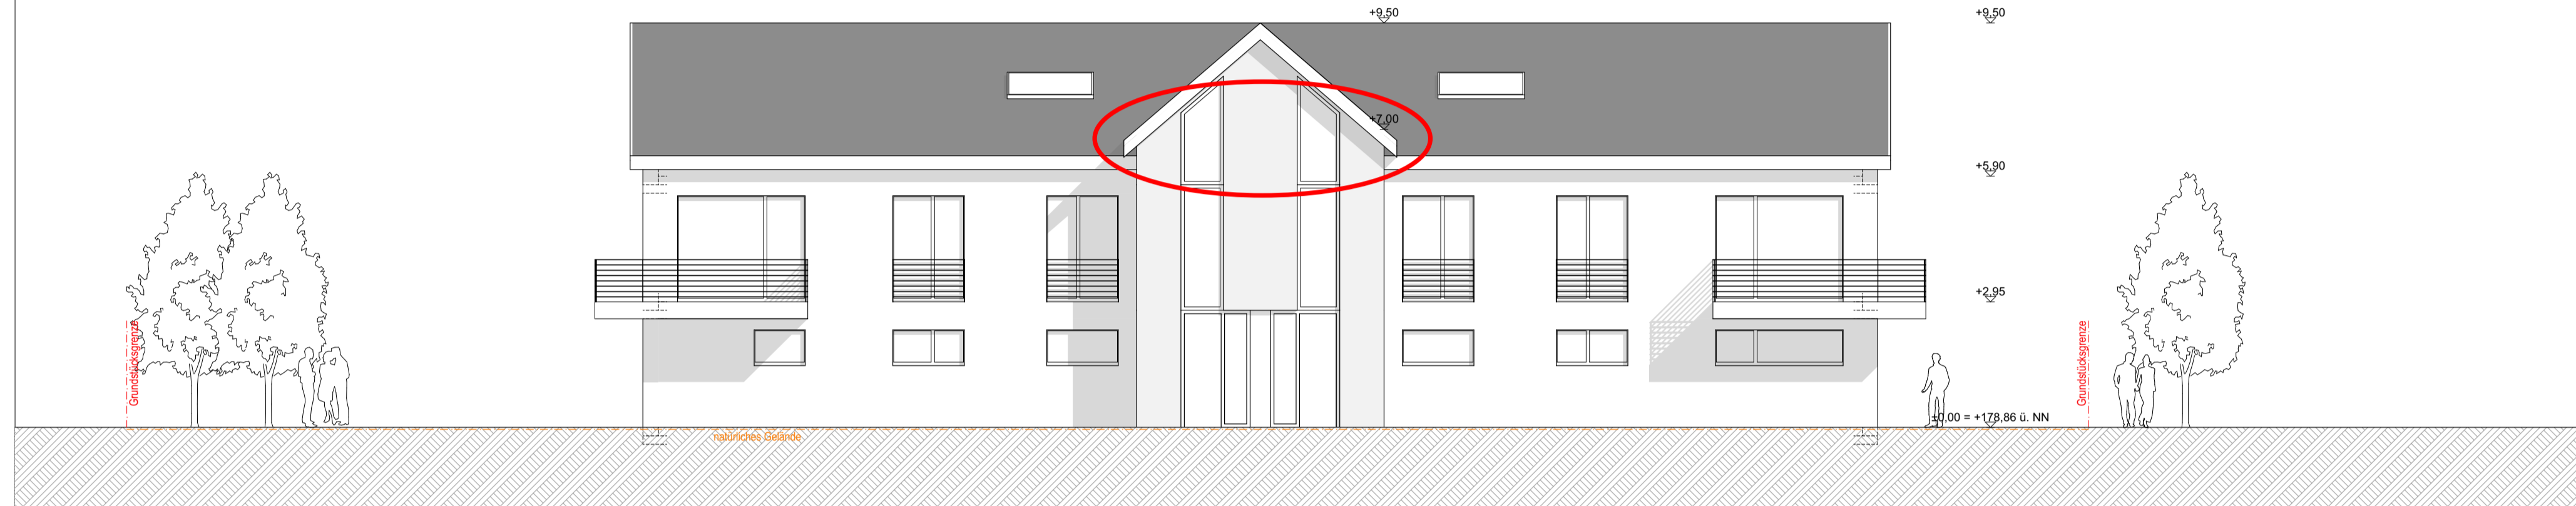 +9,50
+9,50
+7,00
+5,90
+2,95
Grundstücksgrenze
Grundstücksgrenze
±0,00 = +178,86 ü. NN
natürliches Gelände